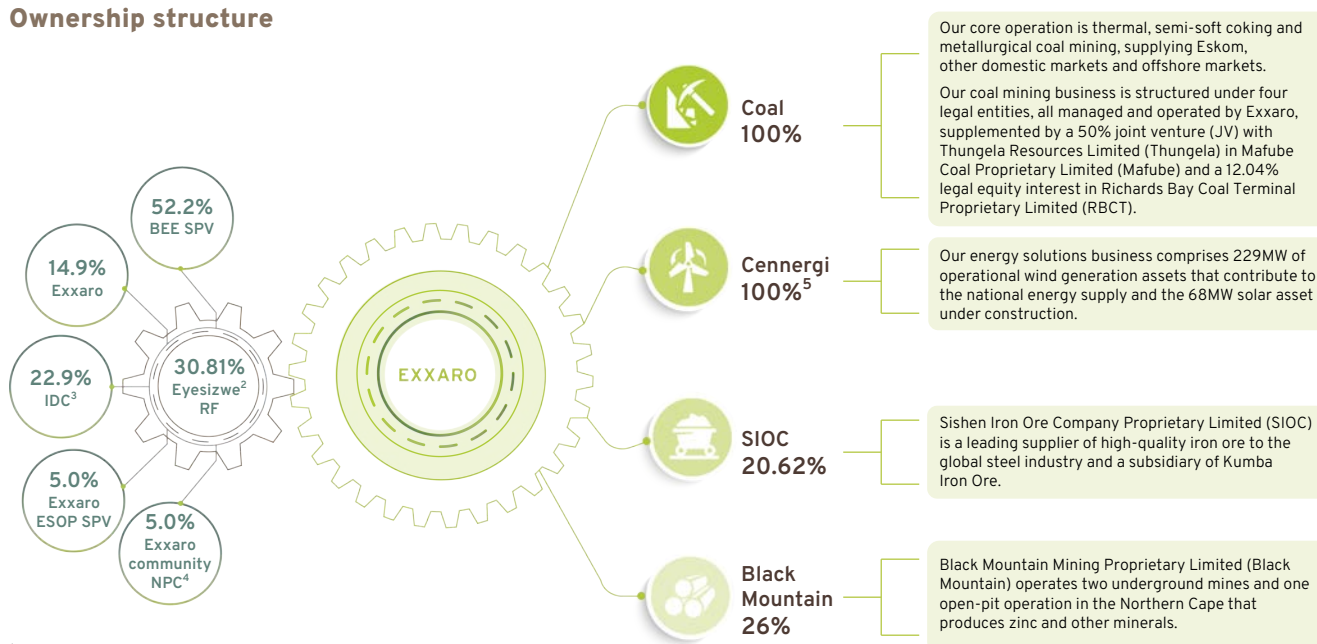 Ownership structure
52.2%
BEE SPV
14.9%
Exxaro
22.9%
IDC3
5.0%
Exxaro
ESOP SPV
5.0%
Exxaro
community
NPC4
30.81%
Eyesizwe2
RF
EXXARO
Coal
100%
Our core operation is thermal, semi-soft coking and
metallurgical coal mining, supplying Eskom,
other domestic markets and offshore markets.
Our coal mining business is structured under four
legal entities, all managed and operated by Exxaro,
supplemented by a 50% joint venture (JV) with
Thungela Resources Limited (Thungela) in Mafube
Coal Proprietary Limited (Mafube) and a 12.04%
legal equity interest in Richards Bay Coal Terminal
Proprietary Limited (RBCT).
Cennergi
100%5
Our energy solutions business comprises 229MW of
operational wind generation assets that contribute to
the national energy supply and the 68MW solar asset
under construction.
SIOC
20.62%
Sishen Iron Ore Company Proprietary Limited (SIOC)
is a leading supplier of high-quality iron ore to the
global steel industry and a subsidiary of Kumba
Iron Ore.
Black
Mountain
26%
Black Mountain Mining Proprietary Limited (Black
Mountain) operates two underground mines and one
open-pit operation in the Northern Cape that
produces zinc and other minerals.